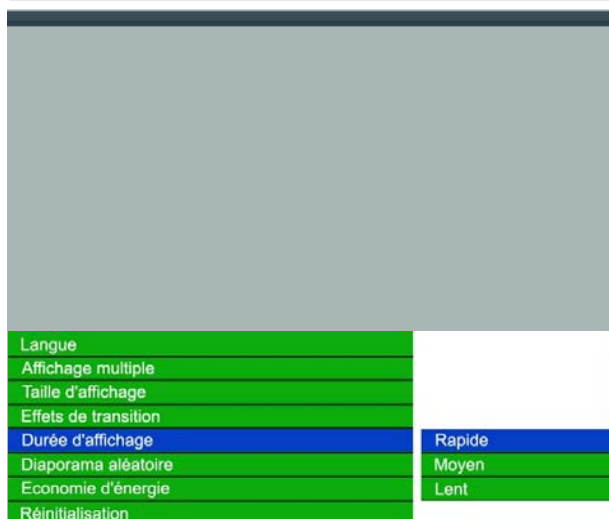 Langue
Affichage multiple
Taille d'affichage
Effets de transition
Durée d'affichage
Rapide
Diaporama aléatoire
Moyen
Economie d'énergie
Lent
Réinitialisation